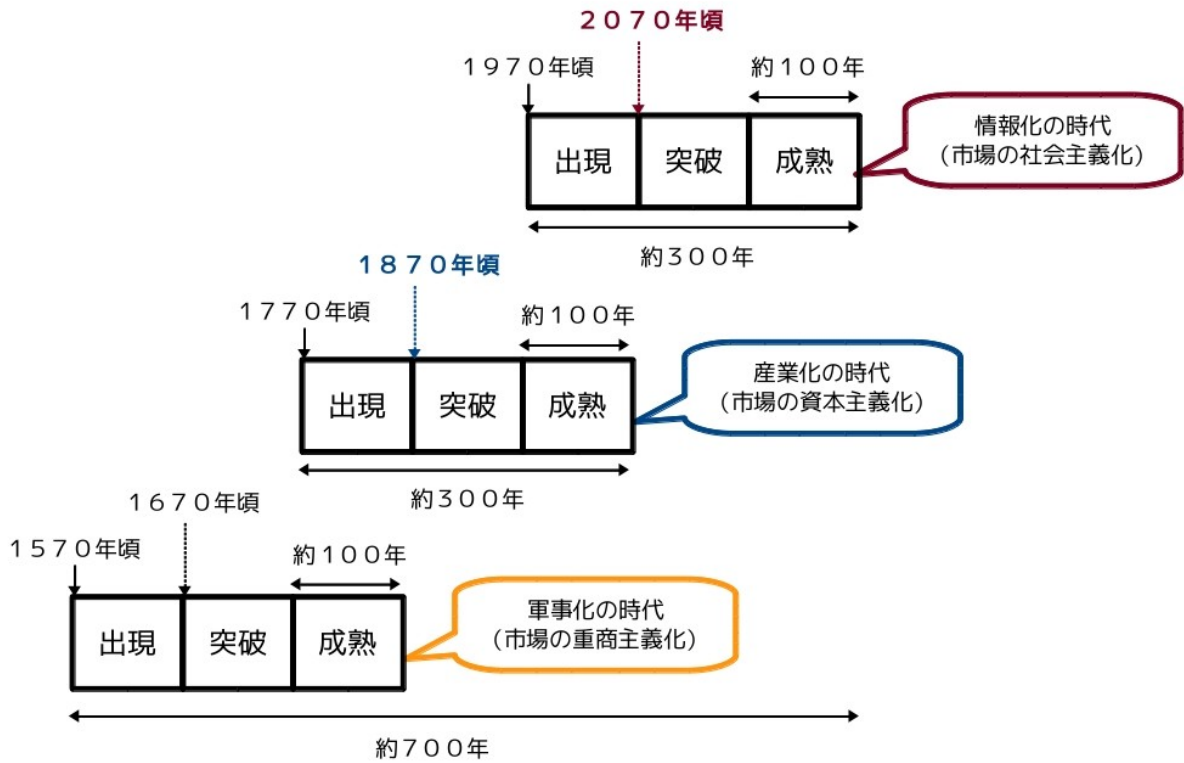 ２０７０年頃
１９７０年頃
約１００年
出現
突破
成熟
情報化の時代
（市場の社会主義化）
約３００年
１８７０年頃
１７７０年頃
約１００年
出現
突破
成熟
産業化の時代
（市場の資本主義化）
約３００年
１６７０年頃
１５７０年頃
約１００年
出現
突破
成熟
軍事化の時代
（市場の重商主義化）
約７００年